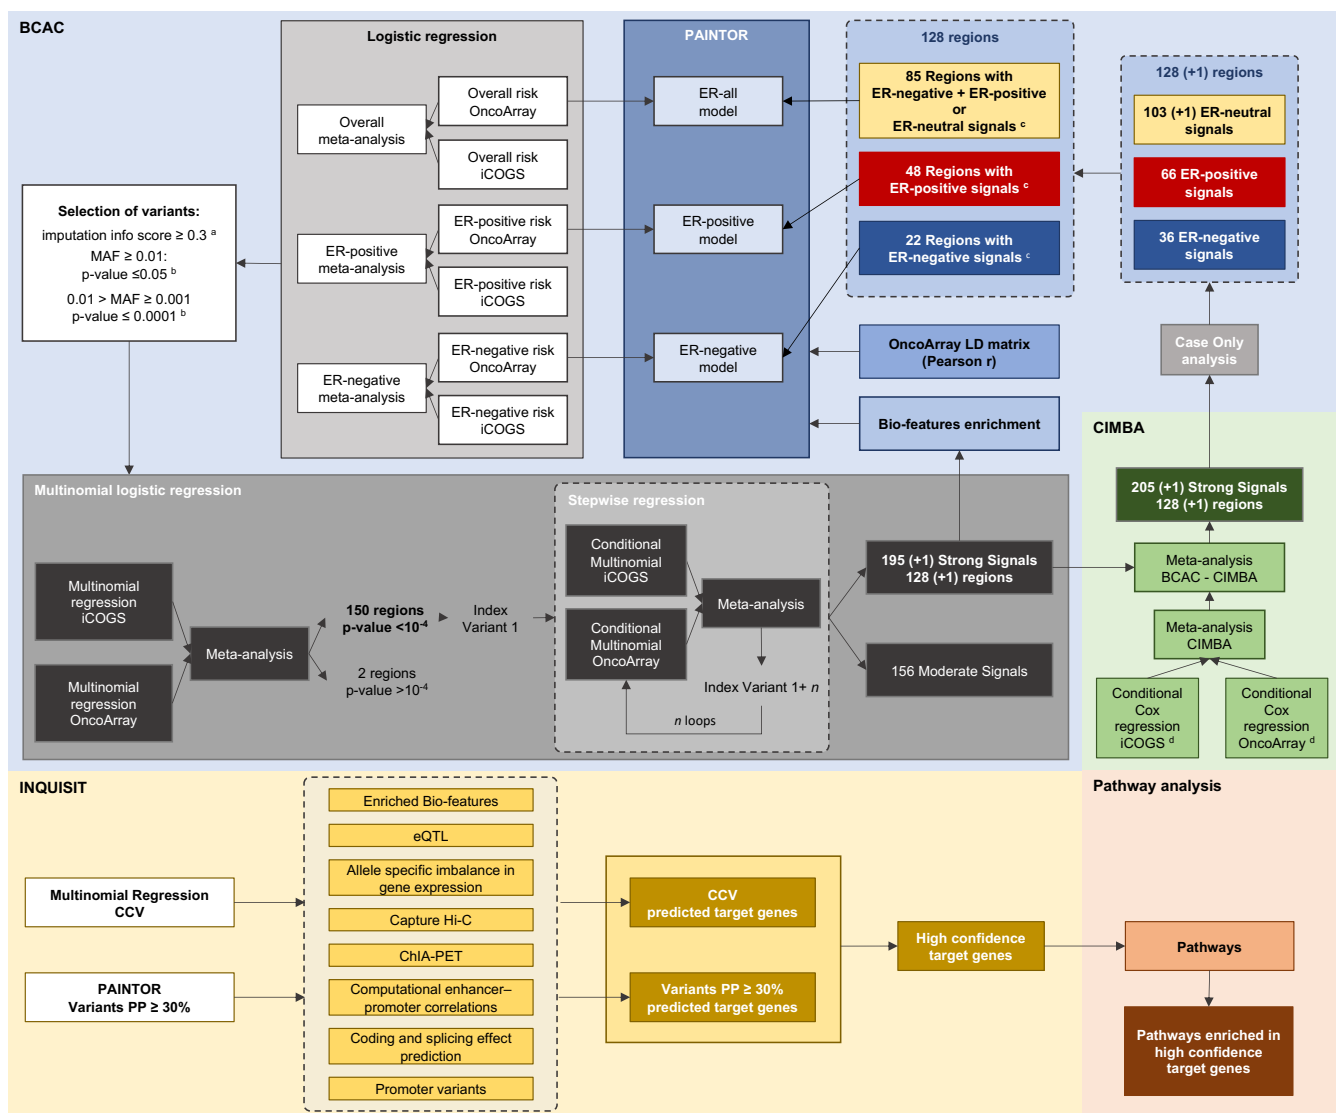 BCAC
Logistic regression
Overall
meta-analysis
Overall risk
OncoArray
Overall risk
iCOGS
ER-positive
meta-analysis
ER-positive risk
OncoArray
ER-positive risk
iCOGS
ER-negative
meta-analysis
ER-negative risk
OncoArray
ER-negative risk
iCOGS
PAINTOR
ER-all
model
ER-positive
model
ER-negative
model
128 regions
85 Regions with
ER-negative + ER-positive
or
ER-neutral signals c
48 Regions with
ER-positive signals c
22 Regions with
ER-negative signals c
128 (+1) regions
103 (+1) ER-neutral
signals
66 ER-positive
signals
36 ER-negative
signals
Selection of variants:
imputation info score ≥ 0.3 a
MAF ≥ 0.01:
p-value ≤0.05 b
0.01 > MAF ≥ 0.001
p-value ≤ 0.0001 b
OncoArray LD matrix
(Pearson r)
Bio-features enrichment
Case Only
analysis
CIMBA
205 (+1) Strong Signals
128 (+1) regions
Meta-analysis
BCAC - CIMBA
Meta-analysis
CIMBA
Conditional
Cox
regression
iCOGS d
Conditional
Cox
regression
OncoArray d
Multinomial logistic regression
Multinomial
regression
iCOGS
Multinomial
regression
OncoArray
Meta-analysis
150 regions
p-value <10-4
2 regions
p-value >10-4
Index
Variant 1
Stepwise regression
Conditional
Multinomial
iCOGS
Conditional
Multinomial
OncoArray
Meta-analysis
Index Variant 1+ n
n loops
195 (+1) Strong Signals
128 (+1) regions
156 Moderate Signals
INQUISIT
Multinomial Regression
CCV
PAINTOR
Variants PP ≥ 30%
Enriched Bio-features
eQTL
Allele specific imbalance in
gene expression
Capture Hi-C
ChIA-PET
Computational enhancer–
promoter correlations
Coding and splicing effect
prediction
Promoter variants
CCV
predicted target genes
Variants PP ≥ 30%
predicted target genes
High confidence
target genes
Pathway analysis
Pathways
Pathways enriched in
high confidence
target genes